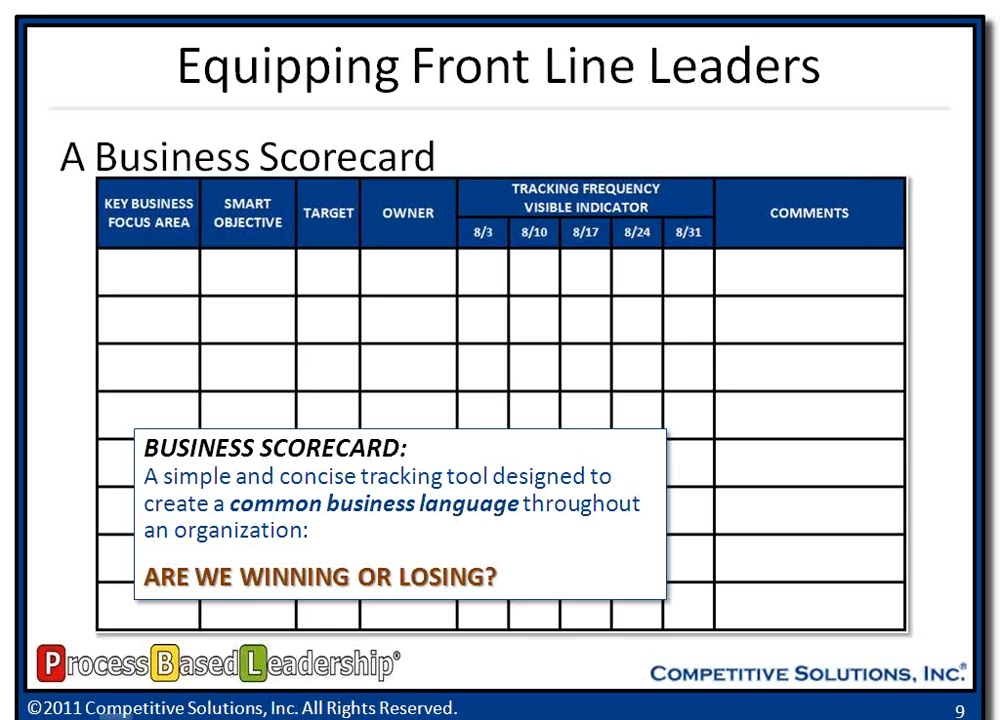 Equipping Front Line Leaders
A Business Scorecard
KEY BUSINESS
FOCUS AREA
SMART
OBJECTIVE
TARGET
OWNER
TRACKING FREQUENCY
VISIBLE INDICATOR
8/3 8/10 8/17 8/24 8/31
COMMENTS
BUSINESS SCORECARD:
A simple and concise tracking tool designed to
create a common business language throughout
an organization:
ARE WE WINNING OR LOSING?
ProcessBasedLeadership®
COMPETITIVE SOLUTIONS, INC.®
©2011 Competitive Solutions, Inc. All Rights Reserved.
9